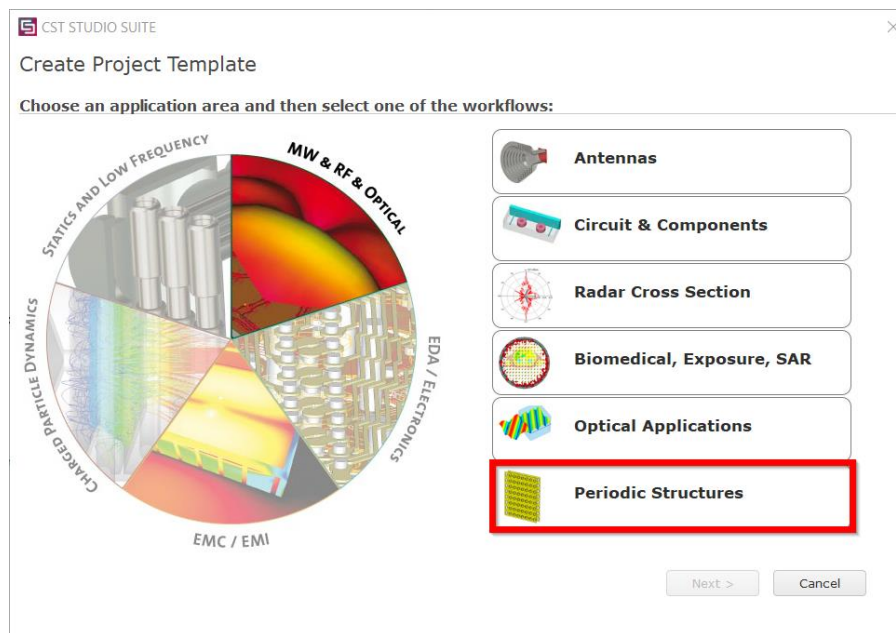 CST STUDIO SUITE
Create Project Template
Choose an application area and then select one of the workflows:
STATICS AND LOW FREQUENCY
MW & RF & OPTICAL
EDA / ELECTRONICS
EMC / EMI
CHARGED PARTICLE DYNAMICS
Antennas
Circuit & Components
Radar Cross Section
Biomedical, Exposure, SAR
Optical Applications
Periodic Structures
Next >
Cancel